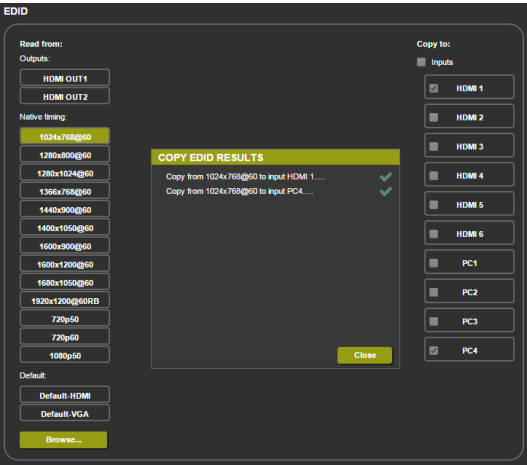 EDID
Read from:
Outputs:
HDMI OUT1
HDMI OUT2
Native timing:
1024x768@60
1280x800@60
1280x1024@60
1366x768@60
1440x900@60
1400x1050@60
1600x900@60
1600x1200@60
1680x1050@60
1920x1200@60RB
720p50
720p60
1080p50
Default:
Default-HDMI
Default-VGA
Browse...
COPY EDID RESULTS
Copy from 1024x768@60 to input HDMI 1.....
Copy from 1024x768@60 to input PC4.....
Close
Copy to:
Inputs
HDMI 1
HDMI 2
HDMI 3
HDMI 4
HDMI 5
HDMI 6
PC1
PC2
PC3
PC4